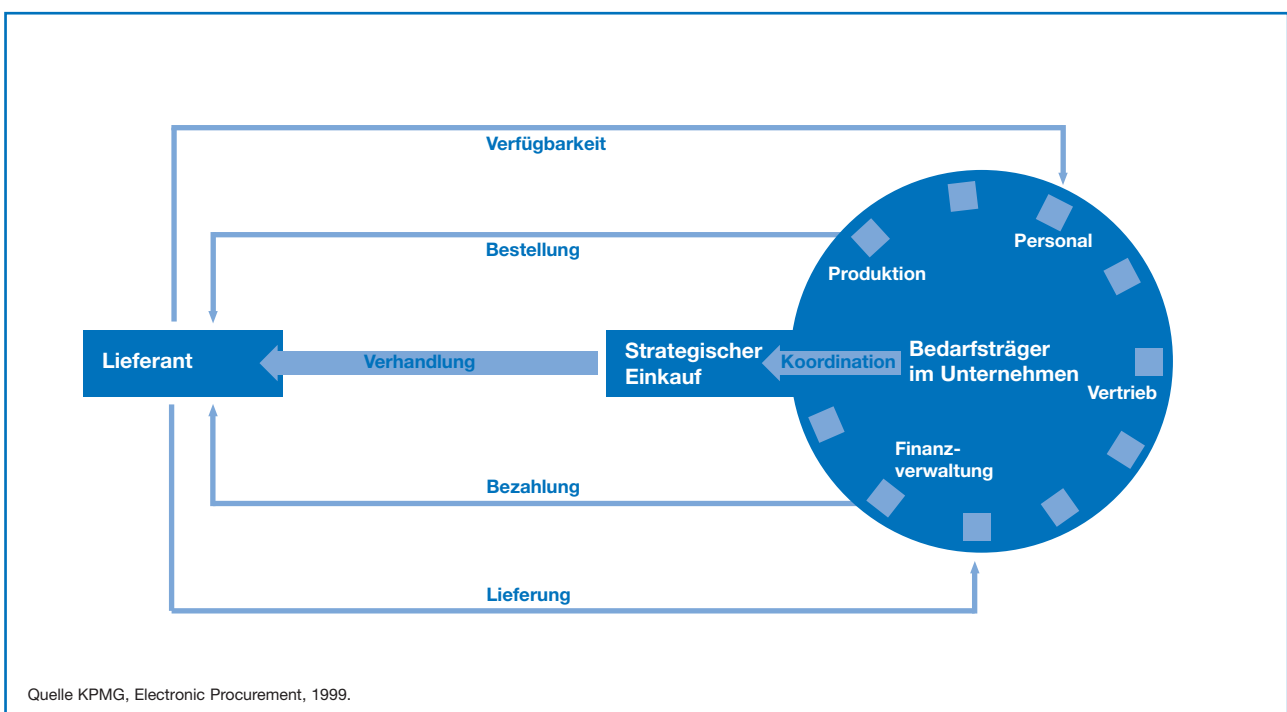 Verfügbarkeit
Bestellung
Personal
Produktion
Lieferant
Verhandlung
Strategischer
Einkauf
Koordination
Bedarfsträger
im Unternehmen
Vertrieb
Finanz-
verwaltung
Bezahlung
Lieferung
Quelle KPMG, Electronic Procurement, 1999.